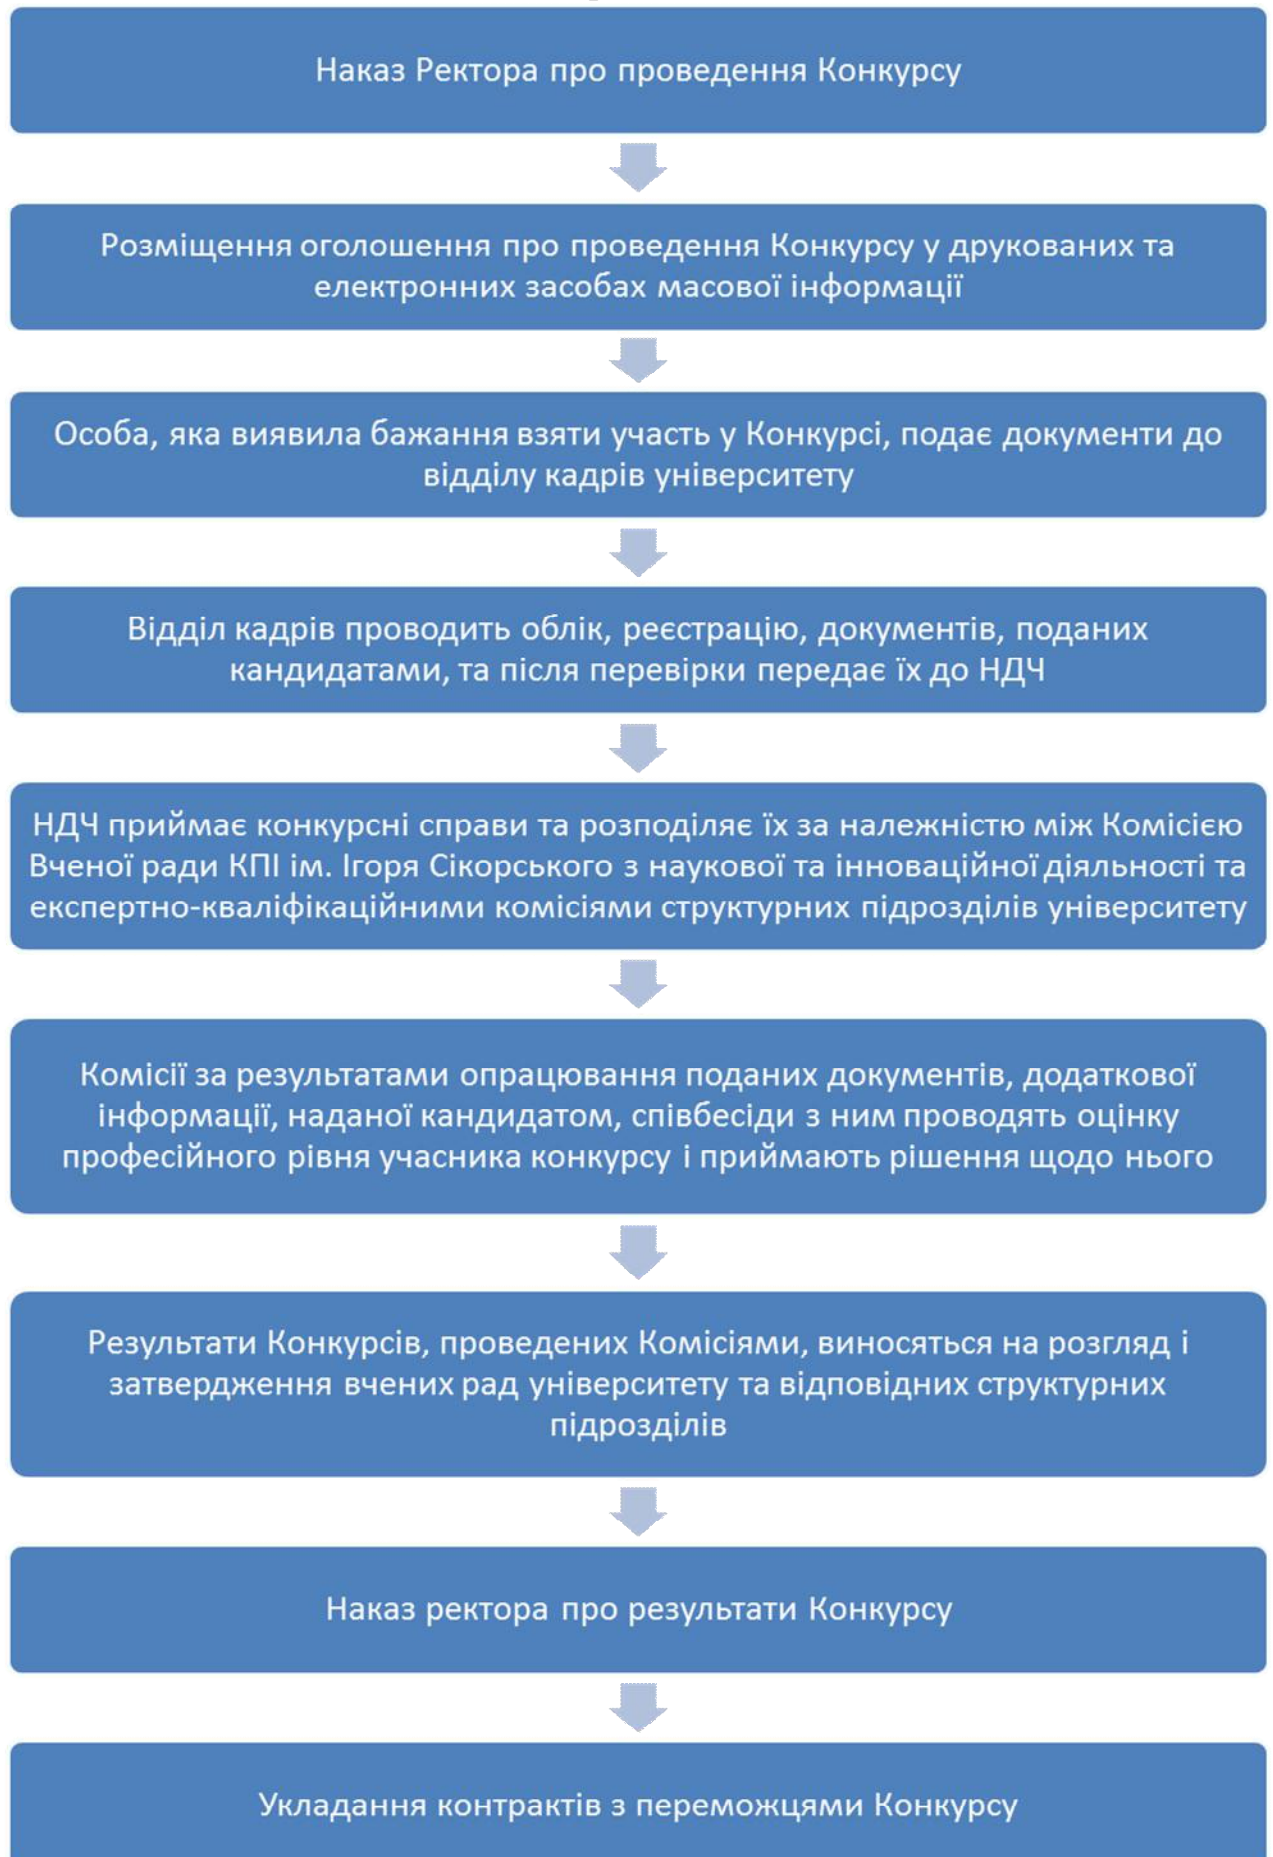 Наказ Ректора про проведення Конкурсу
Розміщення оголошення про проведення Конкурсу у друкованих та
електронних засобах масової інформації
Особа, яка виявила бажання взяти участь у Конкурсі, подає документи до
відділу кадрів університету
Відділ кадрів проводить облік, реєстрацію, документів, поданих
кандидатами, та після перевірки передає їх до НДЧ
НДЧ приймає конкурсні справи та розподіляє їх за належністю між Комісією
Вченої ради КПІ ім. Ігоря Сікорського з наукової та інноваційної діяльності та
експертно-кваліфікаційними комісіями структурних підрозділів університету
Комісії за результатами опрацювання поданих документів, додаткової
інформації, наданої кандидатом, співбесіди з ним проводять оцінку
професійного рівня учасника конкурсу і приймають рішення щодо нього
Результати Конкурсів, проведених Комісіями, виносяться на розгляд і
затвердження вчених рад університету та відповідних структурних
підрозділів
Наказ ректора про результати Конкурсу
Укладання контрактів з переможцями Конкурсу